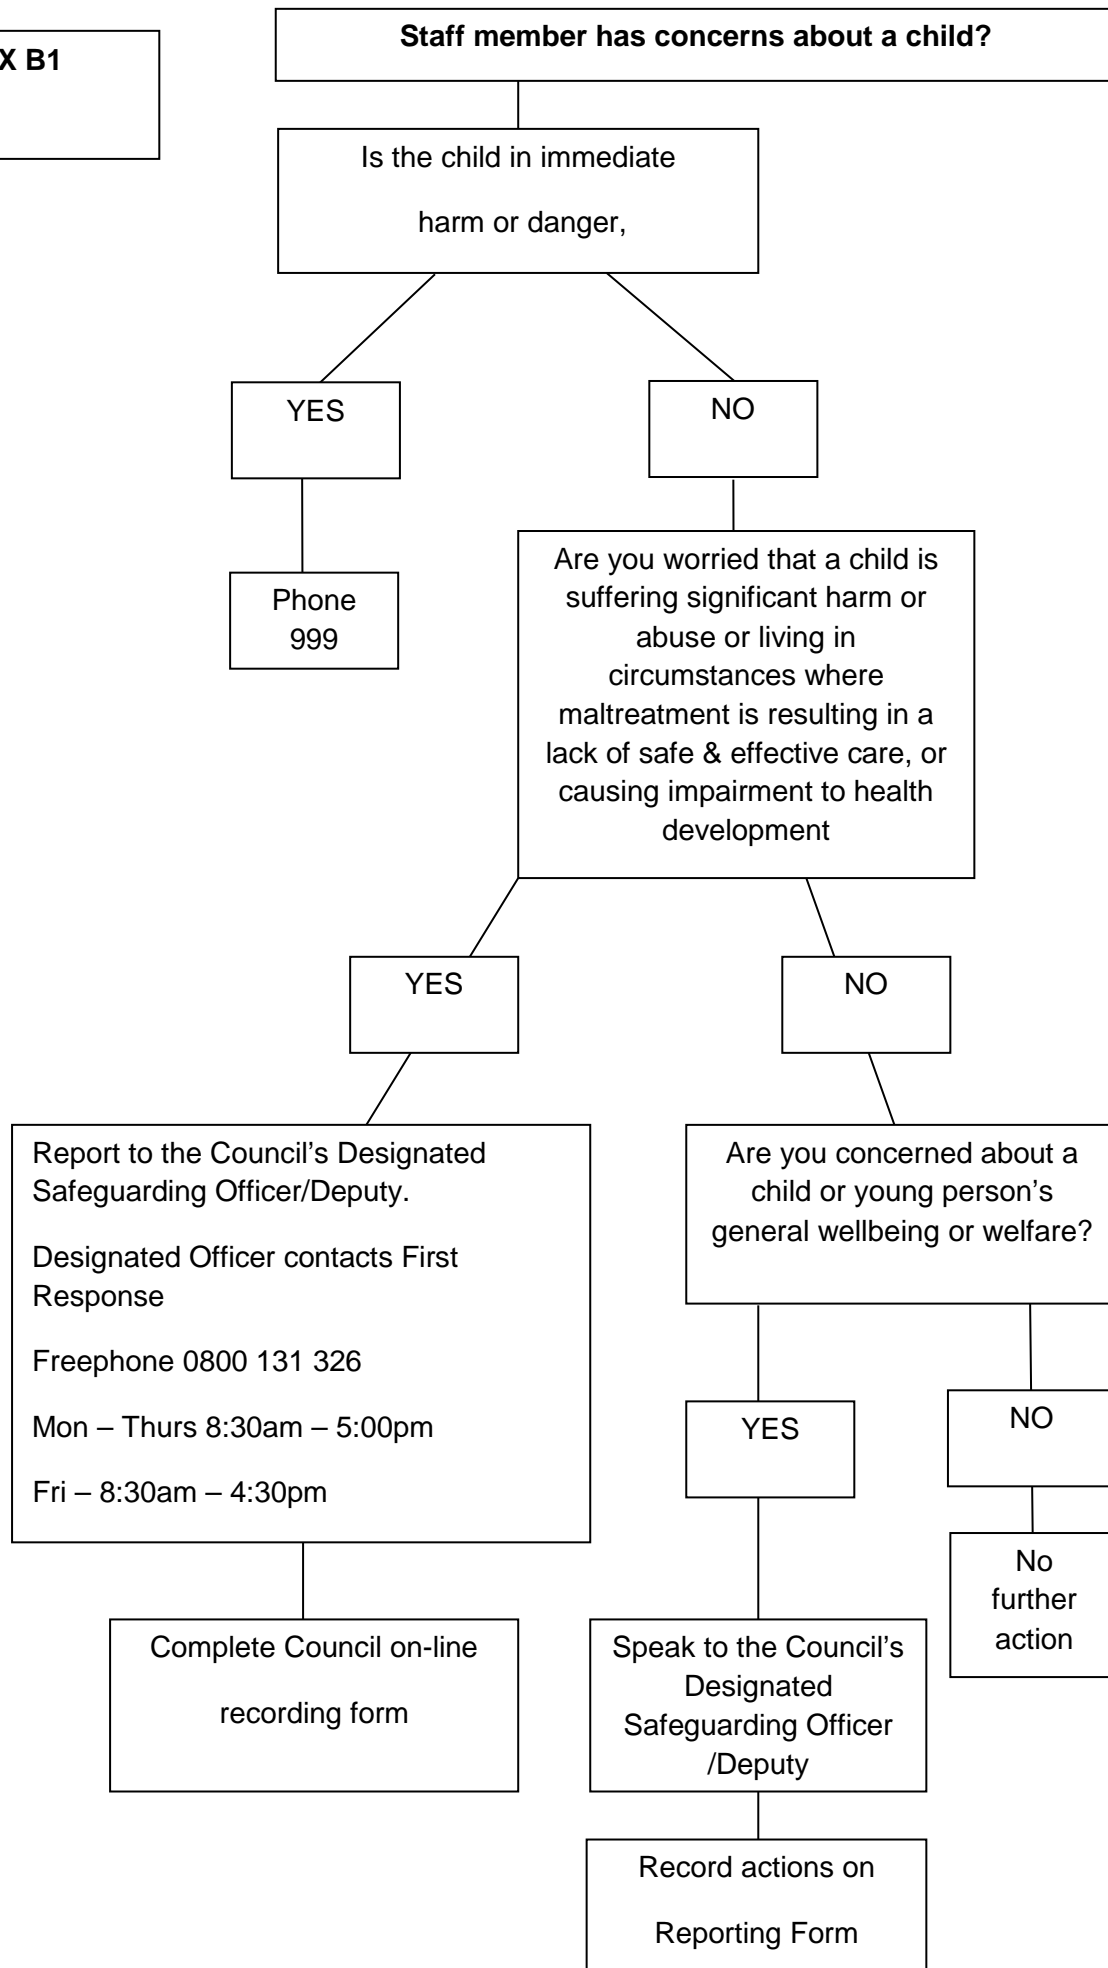 X B1
Staff member has concerns about a child?
Is the child in immediate
harm or danger,
YES
NO
Phone
999
Are you worried that a child is
suffering significant harm or
abuse or living in
circumstances where
maltreatment is resulting in a
lack of safe & effective care, or
causing impairment to health
development
YES
NO
Report to the Council’s Designated
Safeguarding Officer/Deputy.
Designated Officer contacts First
Response
Freephone 0800 131 326
Mon – Thurs 8:30am – 5:00pm
Fri – 8:30am – 4:30pm
Are you concerned about a
child or young person’s
general wellbeing or welfare?
YES
NO
No
further
action
Complete Council on-line
recording form
Speak to the Council’s
Designated
Safeguarding Officer
/Deputy
Record actions on
Reporting Form